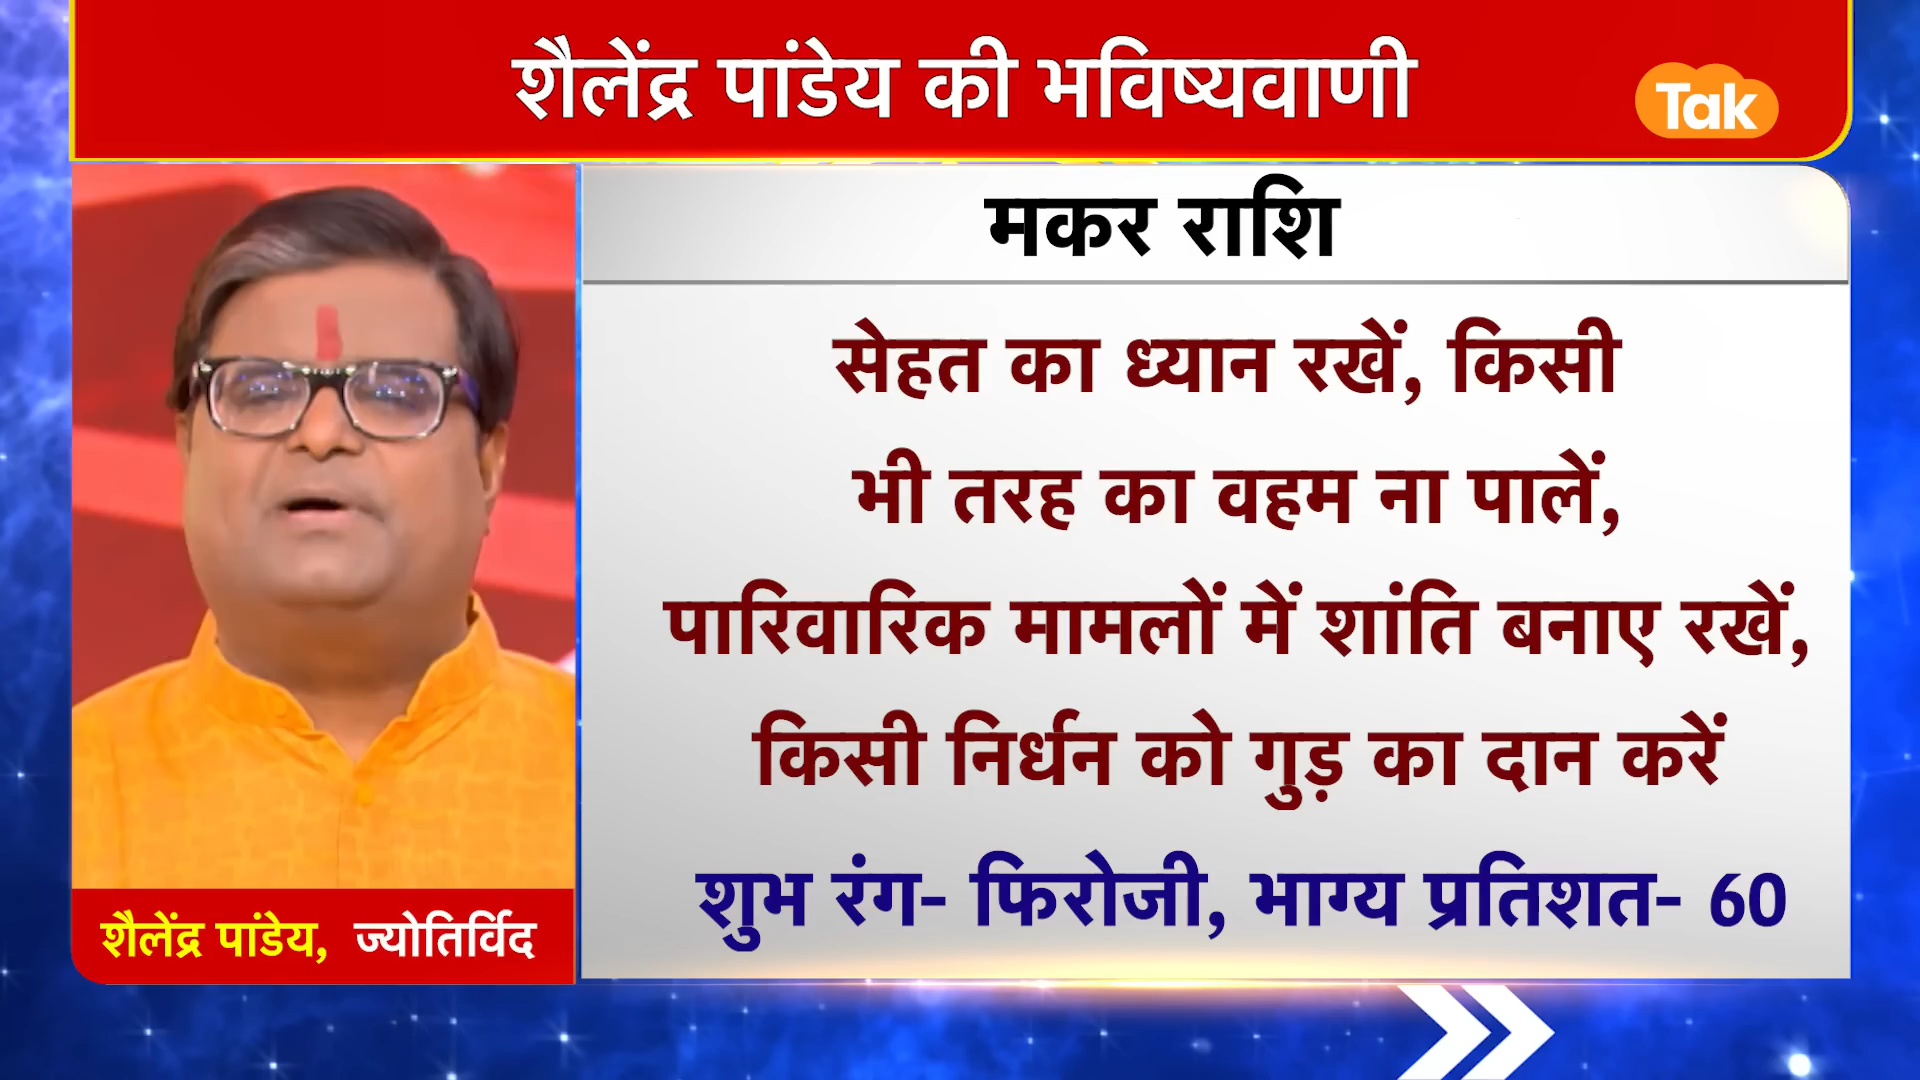 शैलेंद्र पांडेय की भविष्यवाणी
Tak
मकर राशि
सेहत का ध्यान रखें, किसी
भी तरह का वहम ना पालें,
पारिवारिक मामलों में शांति बनाए रखें,
किसी निर्धन को गुड़ का दान करें
शुभ रंग- फिरोजी, भाग्य प्रतिशत- 60
शैलेंद्र पांडेय, ज्योतिर्विद